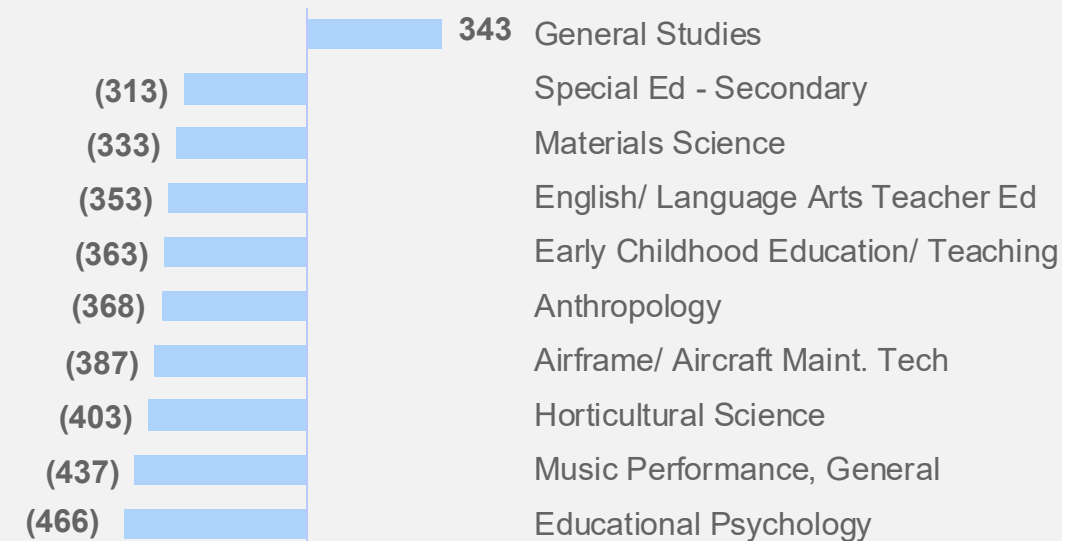 343 General Studies
(313) Special Ed - Secondary
(333) Materials Science
(353) English/ Language Arts Teacher Ed
(363) Early Childhood Education/ Teaching
(368) Anthropology
(387) Airframe/ Aircraft Maint. Tech
(403) Horticultural Science
(437) Music Performance, General
(466) Educational Psychology